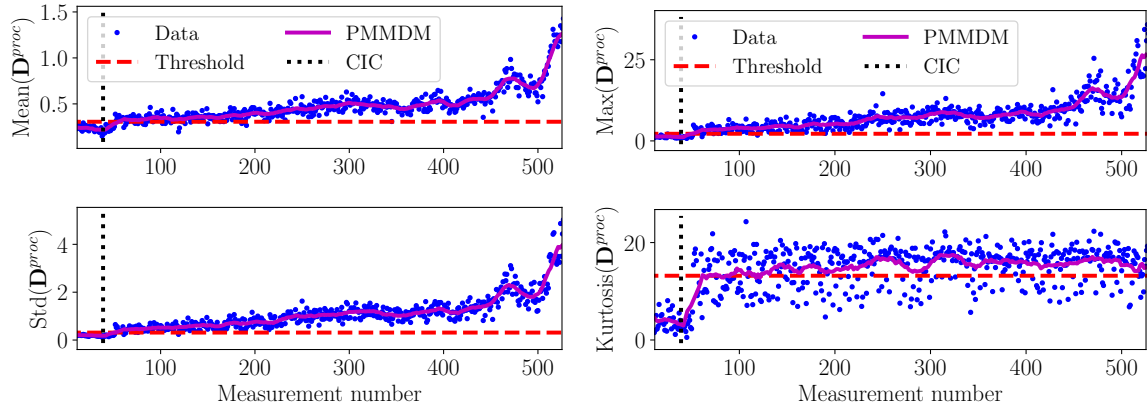 Mean(D^proc)
1.5
1.0
0.5
Data
PMMDM
Threshold
CIC
100
200
300
400
500
Max(D^proc)
25
0
Data
PMMDM
Threshold
CIC
100
200
300
400
500
Std(D^proc)
4
2
0
100
200
300
400
500
Measurement number
Kurtosis(D^proc)
20
0
100
200
300
400
500
Measurement number